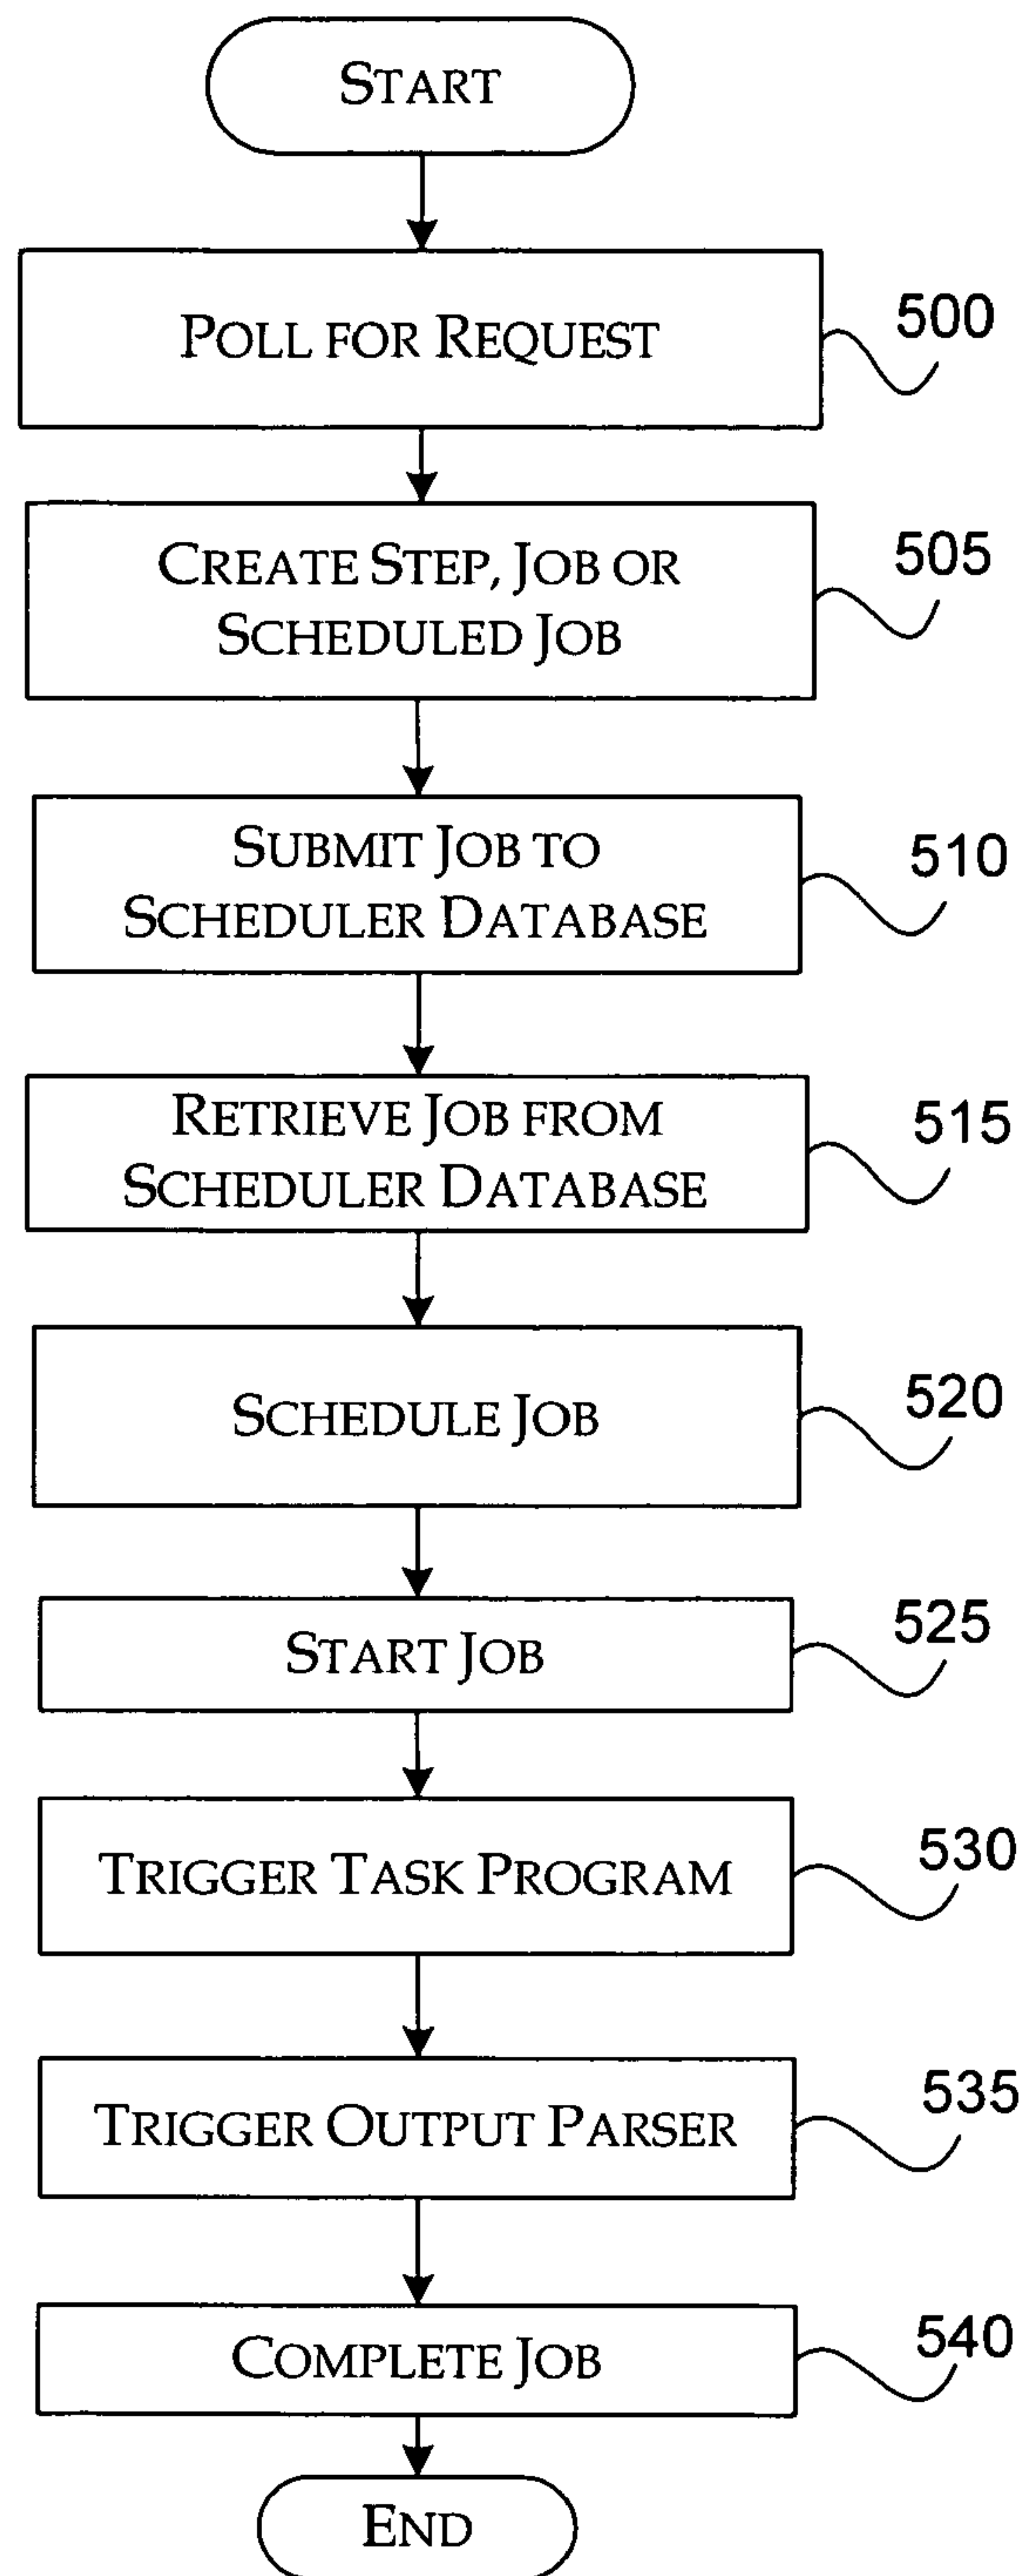 START
POLL FOR REQUEST
500
CREATE STEP, JOB OR
SCHEDULED JOB
505
SUBMIT JOB TO
SCHEDULER DATABASE
510
RETRIEVE JOB FROM
SCHEDULER DATABASE
515
SCHEDULE JOB
520
START JOB
525
TRIGGER TASK PROGRAM
530
TRIGGER OUTPUT PARSER
535
COMPLETE JOB
540
END